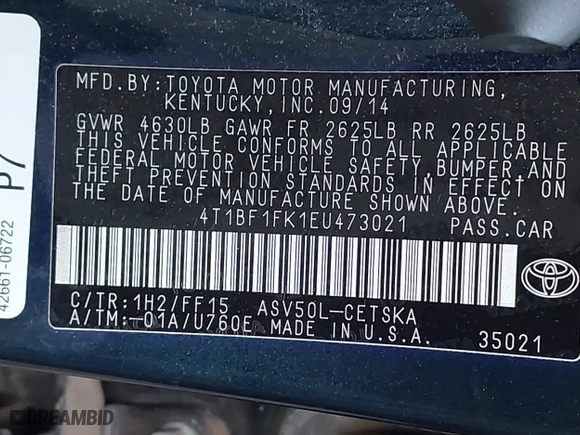 MFD.BY:TOYOTA MOTOR MANUFACTURING,
KENTUCKY,INC.09/14
GVWR 4630LB GAWR FR 2625LB RR 2625LB
THIS VEHICLE CONFORMS TO ALL APPLICABLE
FEDERAL MOTOR VEHICLE SAFETY,BUMPER,AND
THEFT PREVENTION STANDARDS IN EFFECT ON
THE DATE OF MANUFACTURE SHOWN ABOVE.
4T1BF1FK1EU473021 PASS.CAR
C/TR:1H2/FF15 ASV50L-CETSKA
A/TM:-01A/U760E MADE IN U.S.A. 35021
P7
42661-06722
DREAMBID